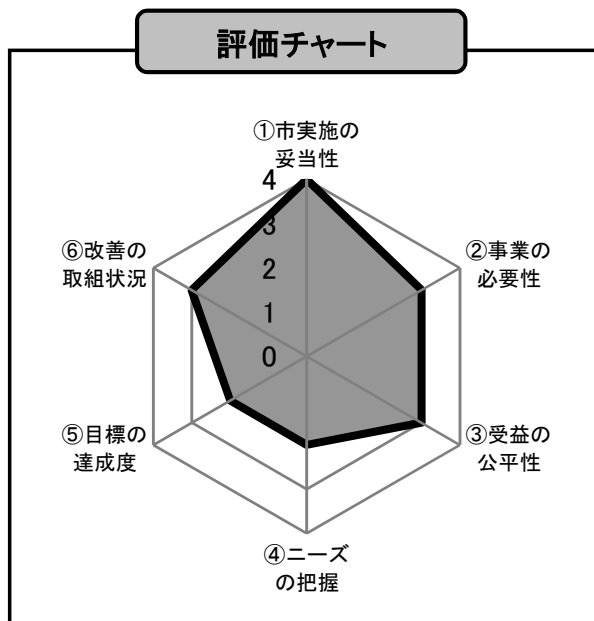 評価チャート
①市実施の
妥当性
4
3
2
1
0
②事業の
必要性
③受益の
公平性
④ニーズ
の把握
⑤目標の
達成度
⑥改善の
取組状況